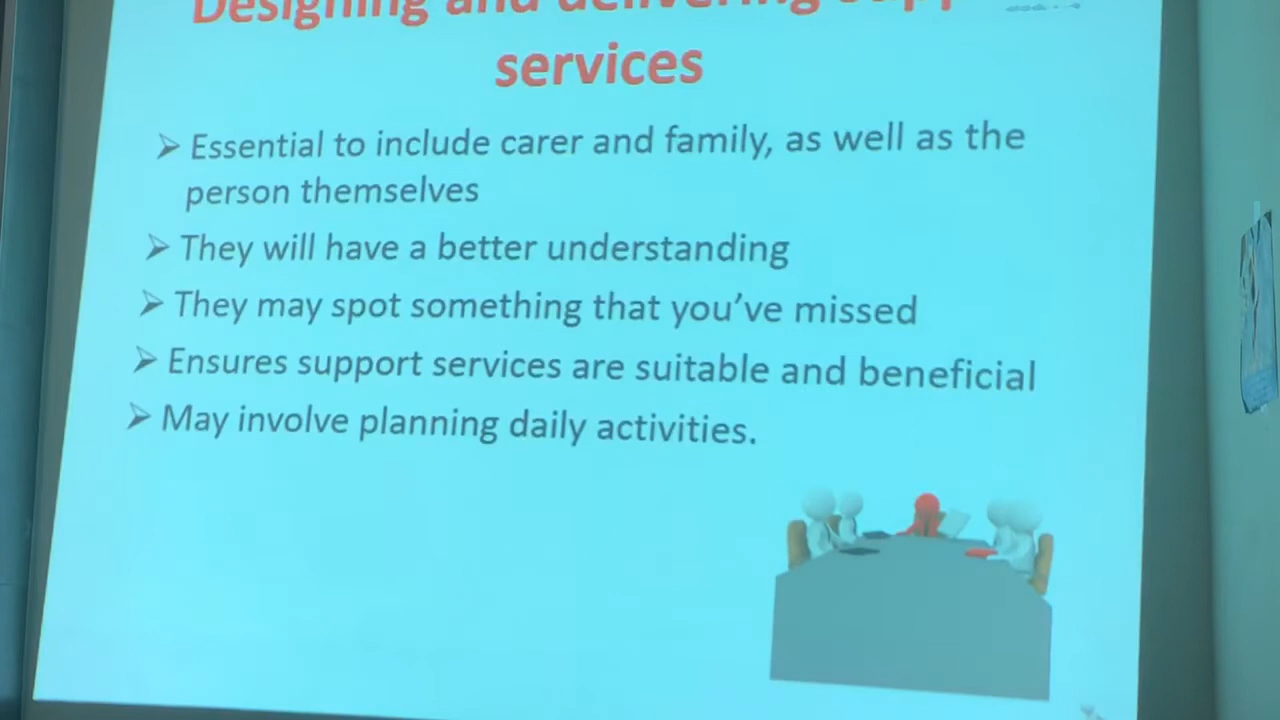 Designing and delivering
services
➢ Essential to include carer and family, as well as the
person themselves
➢ They will have a better understanding
➢ They may spot something that you've missed
➢ Ensures support services are suitable and beneficial
➢ May involve planning daily activities.